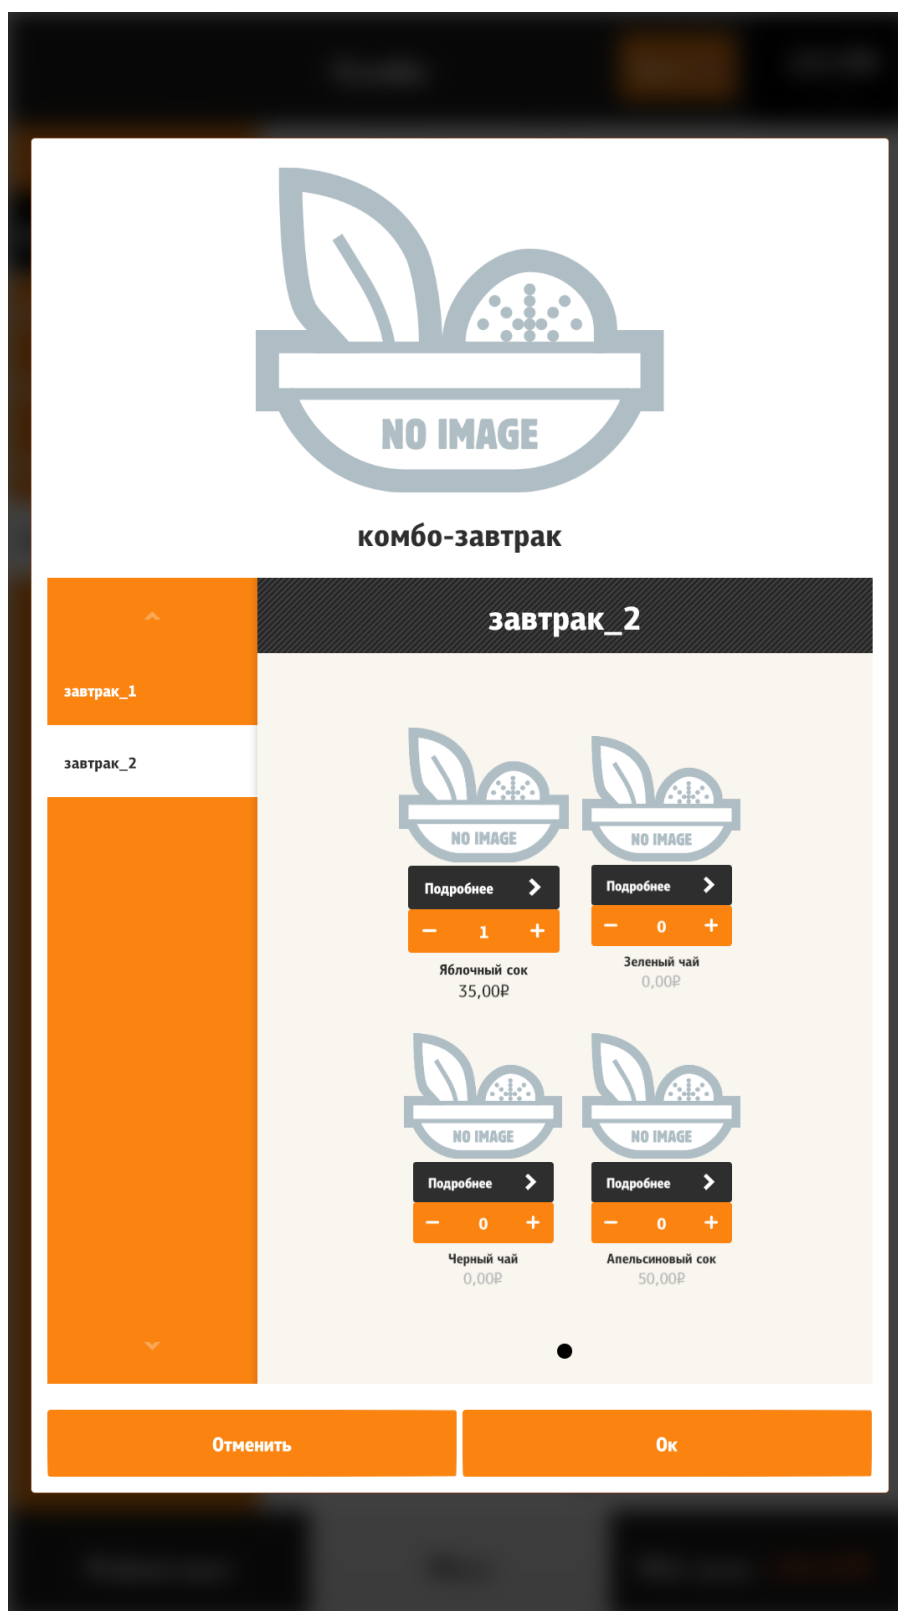 NO IMAGE
комбо-завтрак
завтрак_2
завтрак_1
завтрак_2
NO IMAGE
NO IMAGE
Подробнее
Подробнее
− 1 +
− 0 +
Яблочный сок
Зеленый чай
35,00₽
0,00₽
NO IMAGE
NO IMAGE
Подробнее
Подробнее
− 0 +
− 0 +
Черный чай
Апельсиновый сок
0,00₽
50,00₽
Отменить
Ок